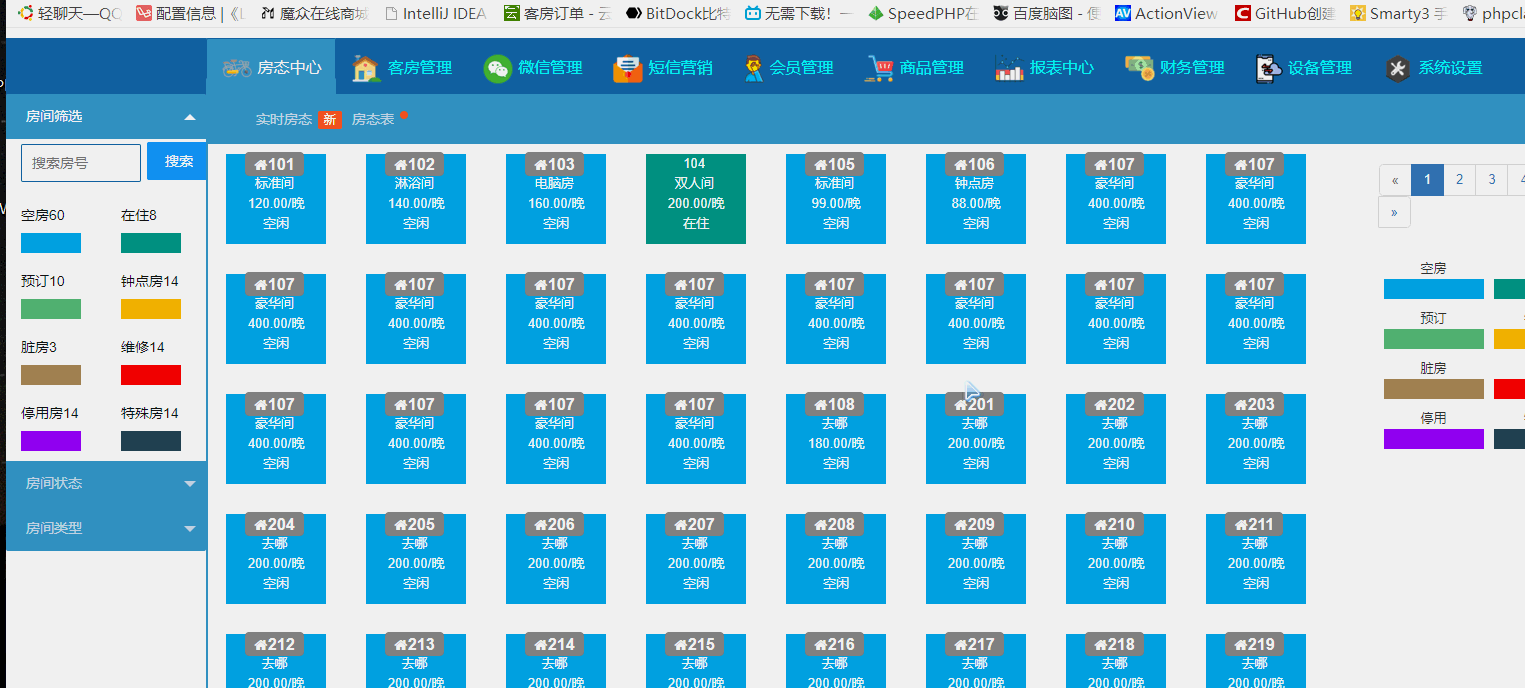 轻聊天—QQ 配置信息 | 《L 魔众在线商城 IntelliJ IDEA 客房订单 - 云 BitDock比特 无需下载! — SpeedPHP在 百度脑图 - 便 ActionView GitHub创建 Smarty3 手 phpcla
房态中心 客房管理 微信管理 短信营销 会员管理 商品管理 报表中心 财务管理 设备管理 系统设置
房间筛选 实时房态 新 房态表
搜索房号 搜索
空房60 在住8
预订10 钟点房14
脏房3 维修14
停用房14 特殊房14
房间状态
房间类型
101 102 103 104 105 106 107 107
标准间 淋浴间 电脑房 双人间 标准间 钟点房 豪华间 豪华间
120.00/晚 140.00/晚 160.00/晚 200.00/晚 99.00/晚 88.00/晚 400.00/晚 400.00/晚
空闲 空闲 空闲 在住 空闲 空闲 空闲 空闲
107 107 107 107 107 107 107 107
豪华间 豪华间 豪华间 豪华间 豪华间 豪华间 豪华间 豪华间
400.00/晚 400.00/晚 400.00/晚 400.00/晚 400.00/晚 400.00/晚 400.00/晚 400.00/晚
空闲 空闲 空闲 空闲 空闲 空闲 空闲 空闲
107 107 107 107 108 201 202 203
豪华间 豪华间 豪华间 豪华间 去哪 去哪 去哪 去哪
400.00/晚 400.00/晚 400.00/晚 400.00/晚 180.00/晚 200.00/晚 200.00/晚 200.00/晚
空闲 空闲 空闲 空闲 空闲 空闲 空闲 空闲
204 205 206 207 208 209 210 211
去哪 去哪 去哪 去哪 去哪 去哪 去哪 去哪
200.00/晚 200.00/晚 200.00/晚 200.00/晚 200.00/晚 200.00/晚 200.00/晚 200.00/晚
空闲 空闲 空闲 空闲 空闲 空闲 空闲 空闲
212 213 214 215 216 217 218 219
去哪 去哪 去哪 去哪 去哪 去哪 去哪 去哪
200.00/晚 200.00/晚 200.00/晚 200.00/晚 200.00/晚 200.00/晚 200.00/晚 200.00/晚
« 1 2 3 4
»
空房
预订
脏房
停用